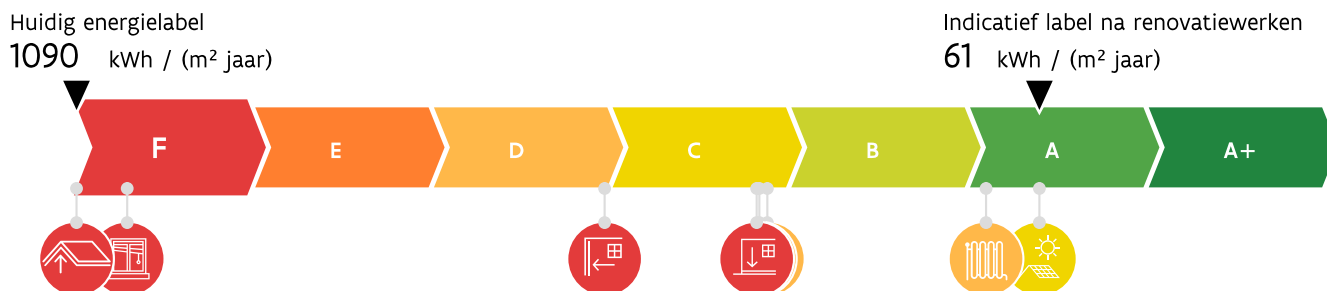 Huidig energielabel
1090 kWh / (m² jaar)
Indicatief label na renovatiewerken
61 kWh / (m² jaar)
F E D C B A A+